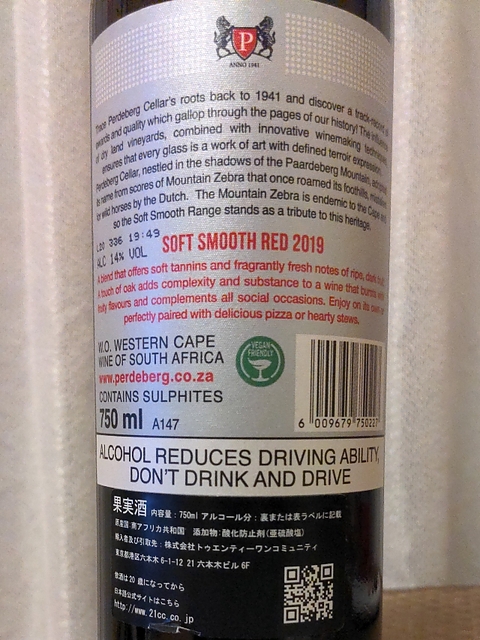 P
ANNO 1941
Trace Perdeberg Cellar's roots back to 1941 and discover a track-record
awards and quality which gallop through the pages of our history! The
of dry land vineyards, combined with innovative winemaking techniques,
ensures that every glass is a work of art with defined terroir expression.
Perdeberg Cellar, nestled in the shadows of the Paardeberg Mountain,
its name from scores of Mountain Zebra that once roamed its foothills,
for wild horses by the Dutch. The Mountain Zebra is endemic to the Cape
so the Soft Smooth Range stands as a tribute to this heritage.
336 19:49
ALC 14% VOL
SOFT SMOOTH RED 2019
A blend that offers soft tannins and fragrantly fresh notes of ripe, dark
A touch of oak adds complexity and substance to a wine that bursts
fruity flavours and complements all social occasions. Enjoy on its own or
perfectly paired with delicious pizza or hearty stews.
W.O. WESTERN CAPE
WINE OF SOUTH AFRICA
www.perdeberg.co.za
CONTAINS SULPHITES
750 ml A147
VEGAN FRIENDLY
6 009679 750227
ALCOHOL REDUCES DRIVING ABILITY,
DON'T DRINK AND DRIVE
果実酒 内容量：750ml アルコール分：裏または表ラベルに記載
原産国 南アフリカ共和国 添加物：酸化防止剤（亜硫酸塩）
輸入者及び引取先：株式会社トゥエンティーワンコミュニティ
東京都港区六本木 6-1-12 21 六本木ビル 6F
飲酒は20歳になってから
日本語公式サイトはこちら
http://www.21cc.co.jp